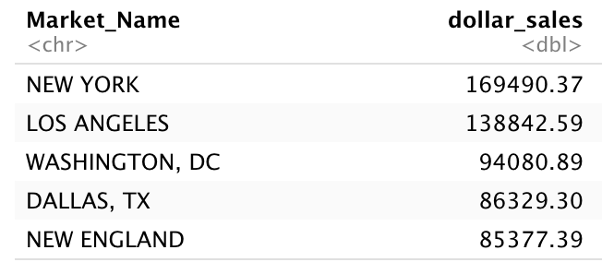 Market_Name dollar_sales
<chr> <dbl>
NEW YORK 169490.37
LOS ANGELES 138842.59
WASHINGTON, DC 94080.89
DALLAS, TX 86329.30
NEW ENGLAND 85377.39